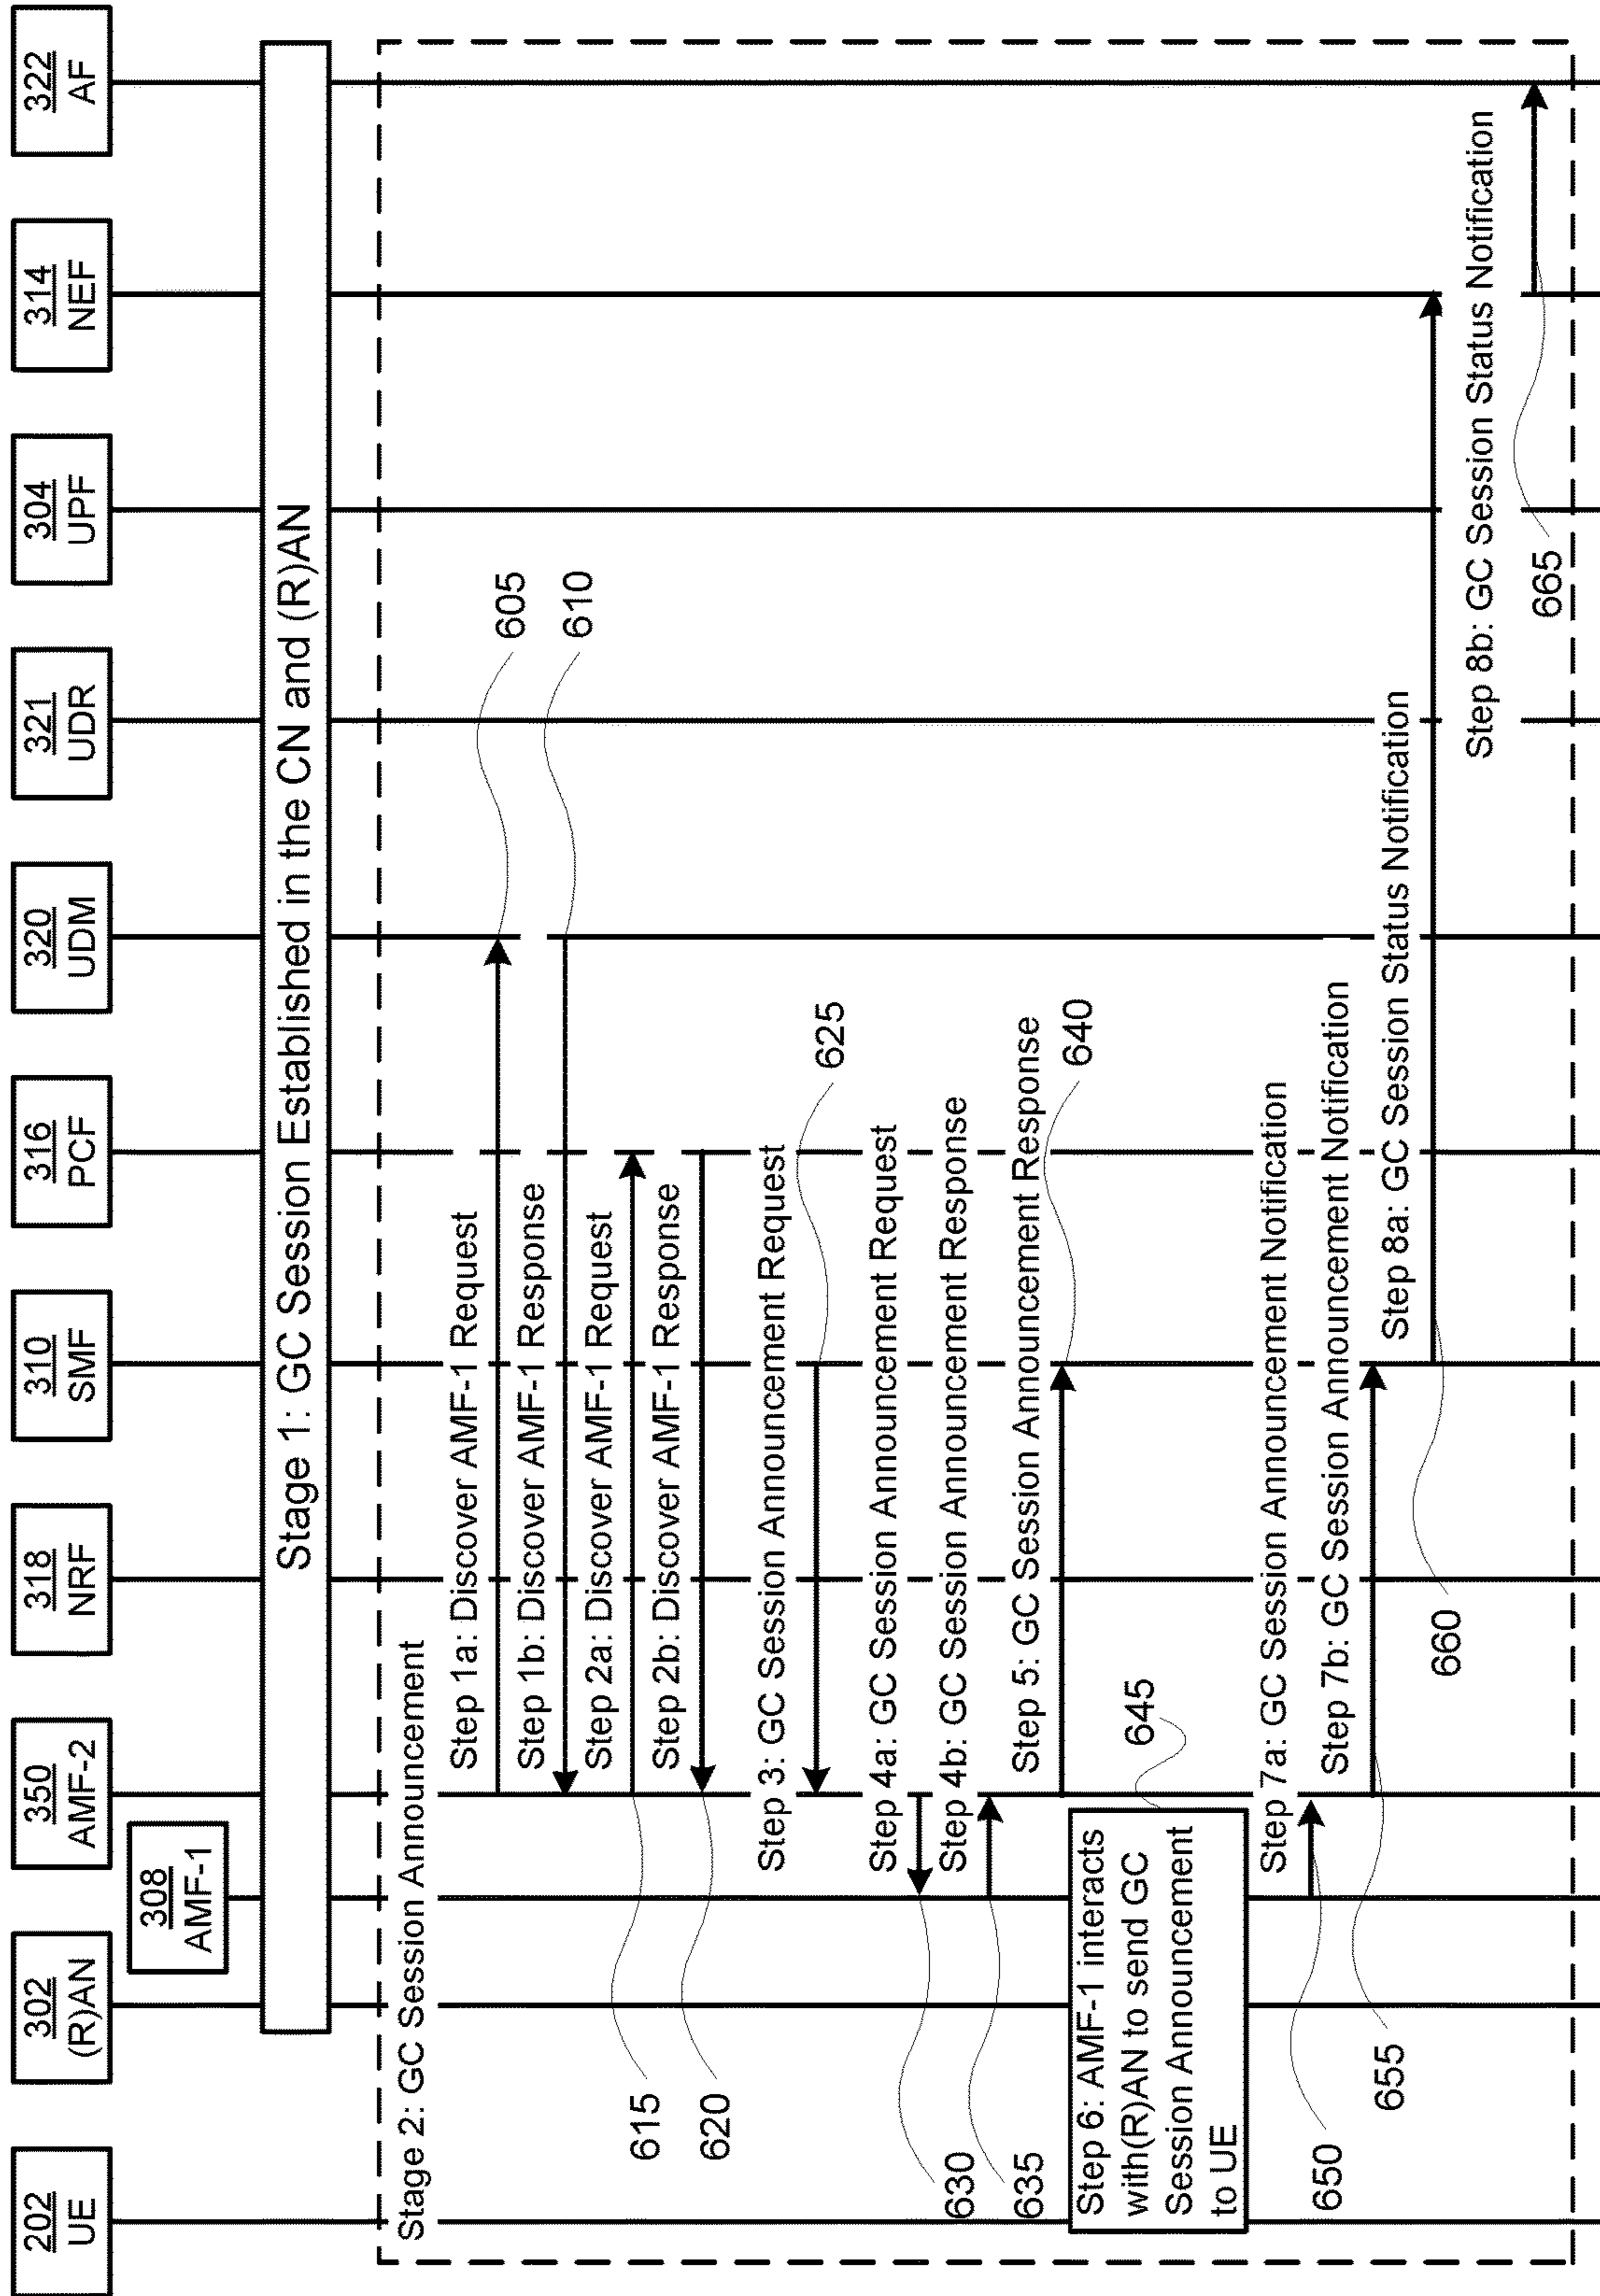 202
UE
302
(R)AN
308
AMF-1
350
AMF-2
318
NRF
310
SMF
316
PCF
320
UDM
321
UDR
304
UPF
314
NEF
322
AF
Stage 1: GC Session Established in the CN and (R)AN
Stage 2: GC Session Announcement
Step 1a: Discover AMF-1 Request
605
Step 1b: Discover AMF-1 Response
610
Step 2a: Discover AMF-1 Request
615
Step 2b: Discover AMF-1 Response
620
Step 3: GC Session Announcement Request
625
Step 4a: GC Session Announcement Request
630
Step 4b: GC Session Announcement Response
635
Step 5: GC Session Announcement Response
640
Step 6: AMF-1 interacts
with(R)AN to send GC
Session Announcement
to UE
645
Step 7a: GC Session Announcement Notification
650
Step 7b: GC Session Announcement Notification
655
Step 8a: GC Session Status Notification
660
Step 8b: GC Session Status Notification
665